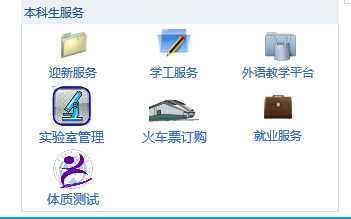 本科生服务
迎新服务 学工服务 外语教学平台
实验室管理 火车票订购 就业服务
体质测试